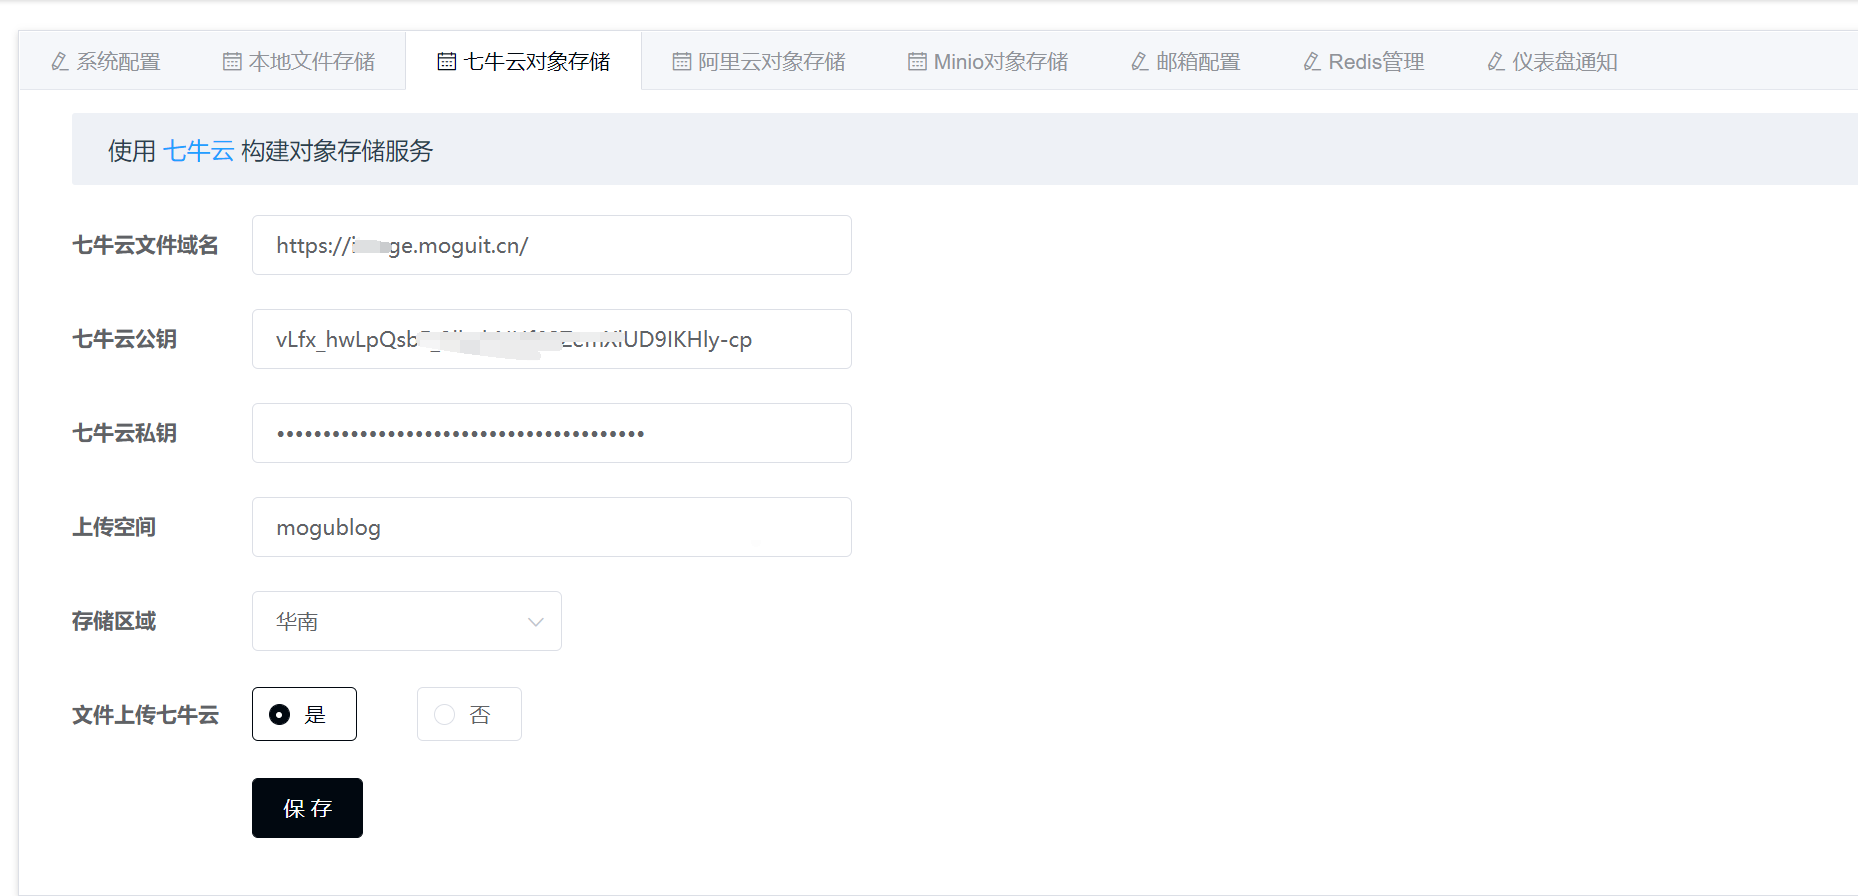 系统配置 本地文件存储 七牛云对象存储 阿里云对象存储 Minio对象存储 邮箱配置 Redis管理 仪表盘通知
使用 七牛云 构建对象存储服务
七牛云文件域名 https://i ge.moguit.cn/
七牛云公钥 vLfx_hwLpQsb UD9IKHly-cp
七牛云私钥 ••••••••••••••••••••••••••••••••••••••••
上传空间 mogublog
存储区域 华南
文件上传七牛云 是 否
保 存